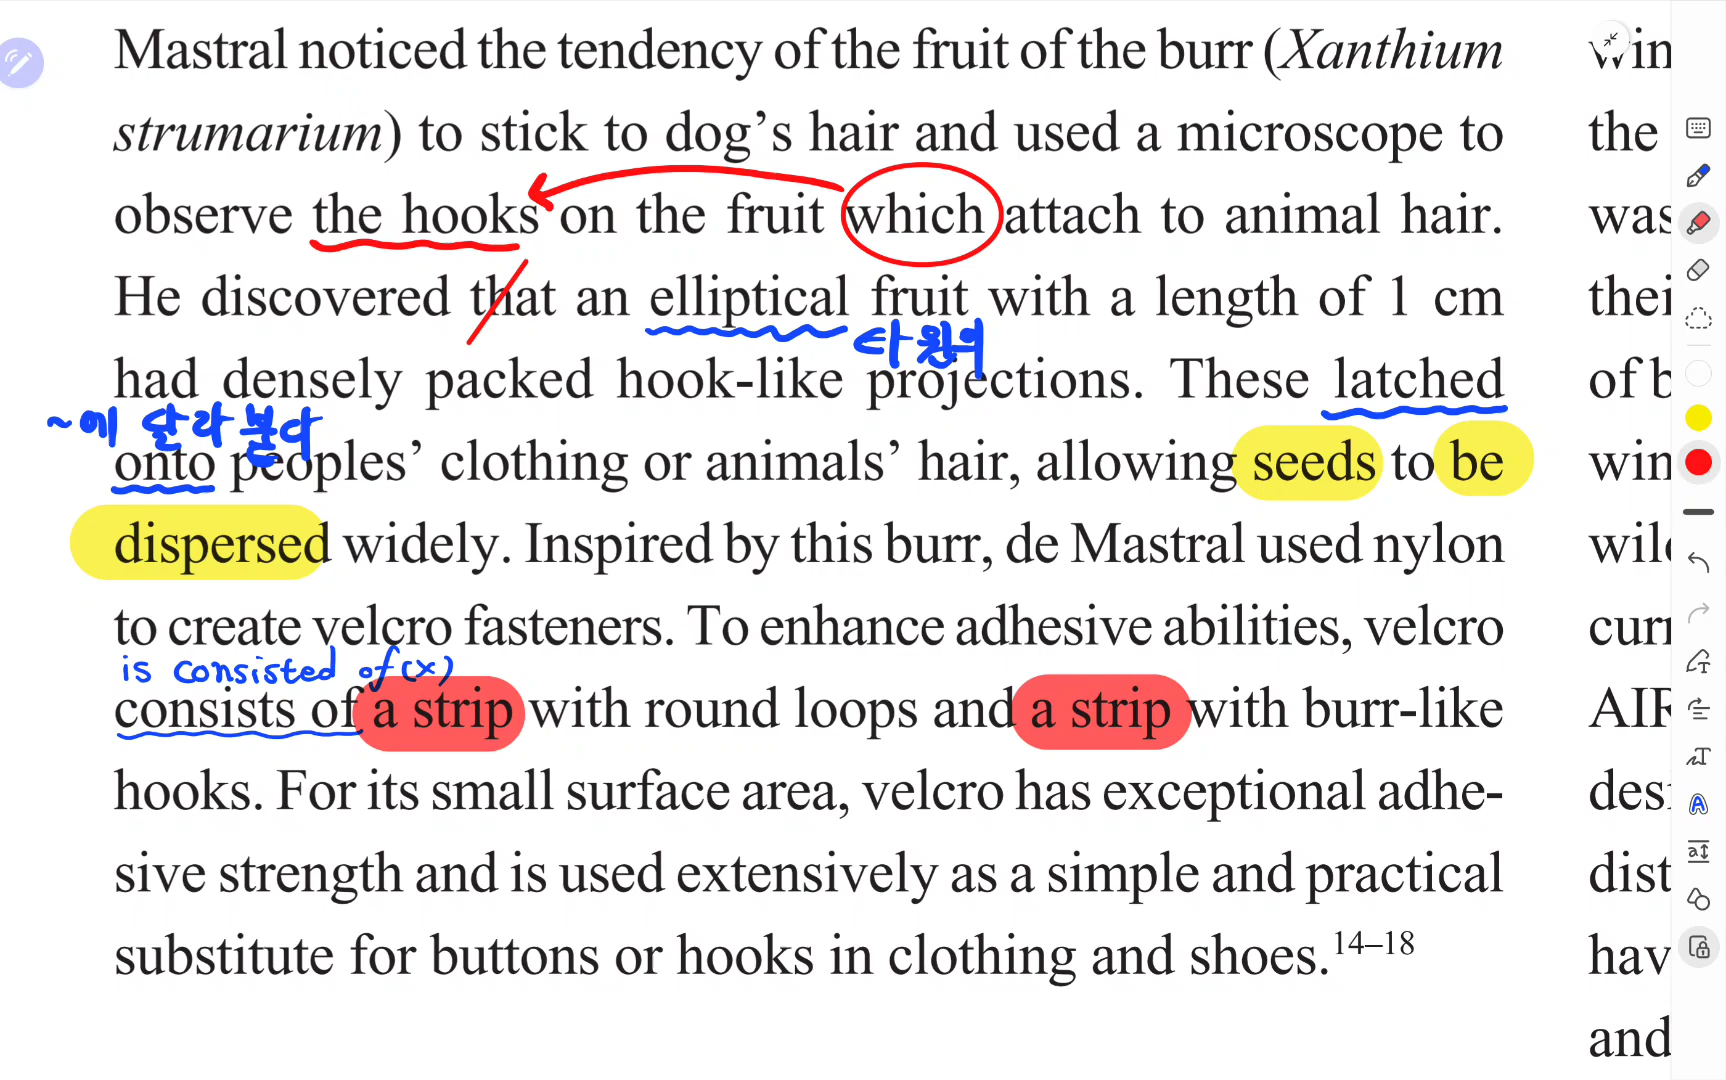 Mastral noticed the tendency of the fruit of the burr (Xanthium
strumarium) to stick to dog’s hair and used a microscope to
observe the hooks on the fruit which attach to animal hair.
He discovered that an elliptical fruit with a length of 1 cm
타원의
had densely packed hook-like projections. These latched
~에 달라 붙다
onto peoples’ clothing or animals’ hair, allowing seeds to be
dispersed widely. Inspired by this burr, de Mastral used nylon
to create velcro fasteners. To enhance adhesive abilities, velcro
is consisted of (x)
consists of a strip with round loops and a strip with burr-like
hooks. For its small surface area, velcro has exceptional adhe-
sive strength and is used extensively as a simple and practical
substitute for buttons or hooks in clothing and shoes.14–18
win
the
was
thei
of b
win
wil
curr
AIR
des
dist
hav
and